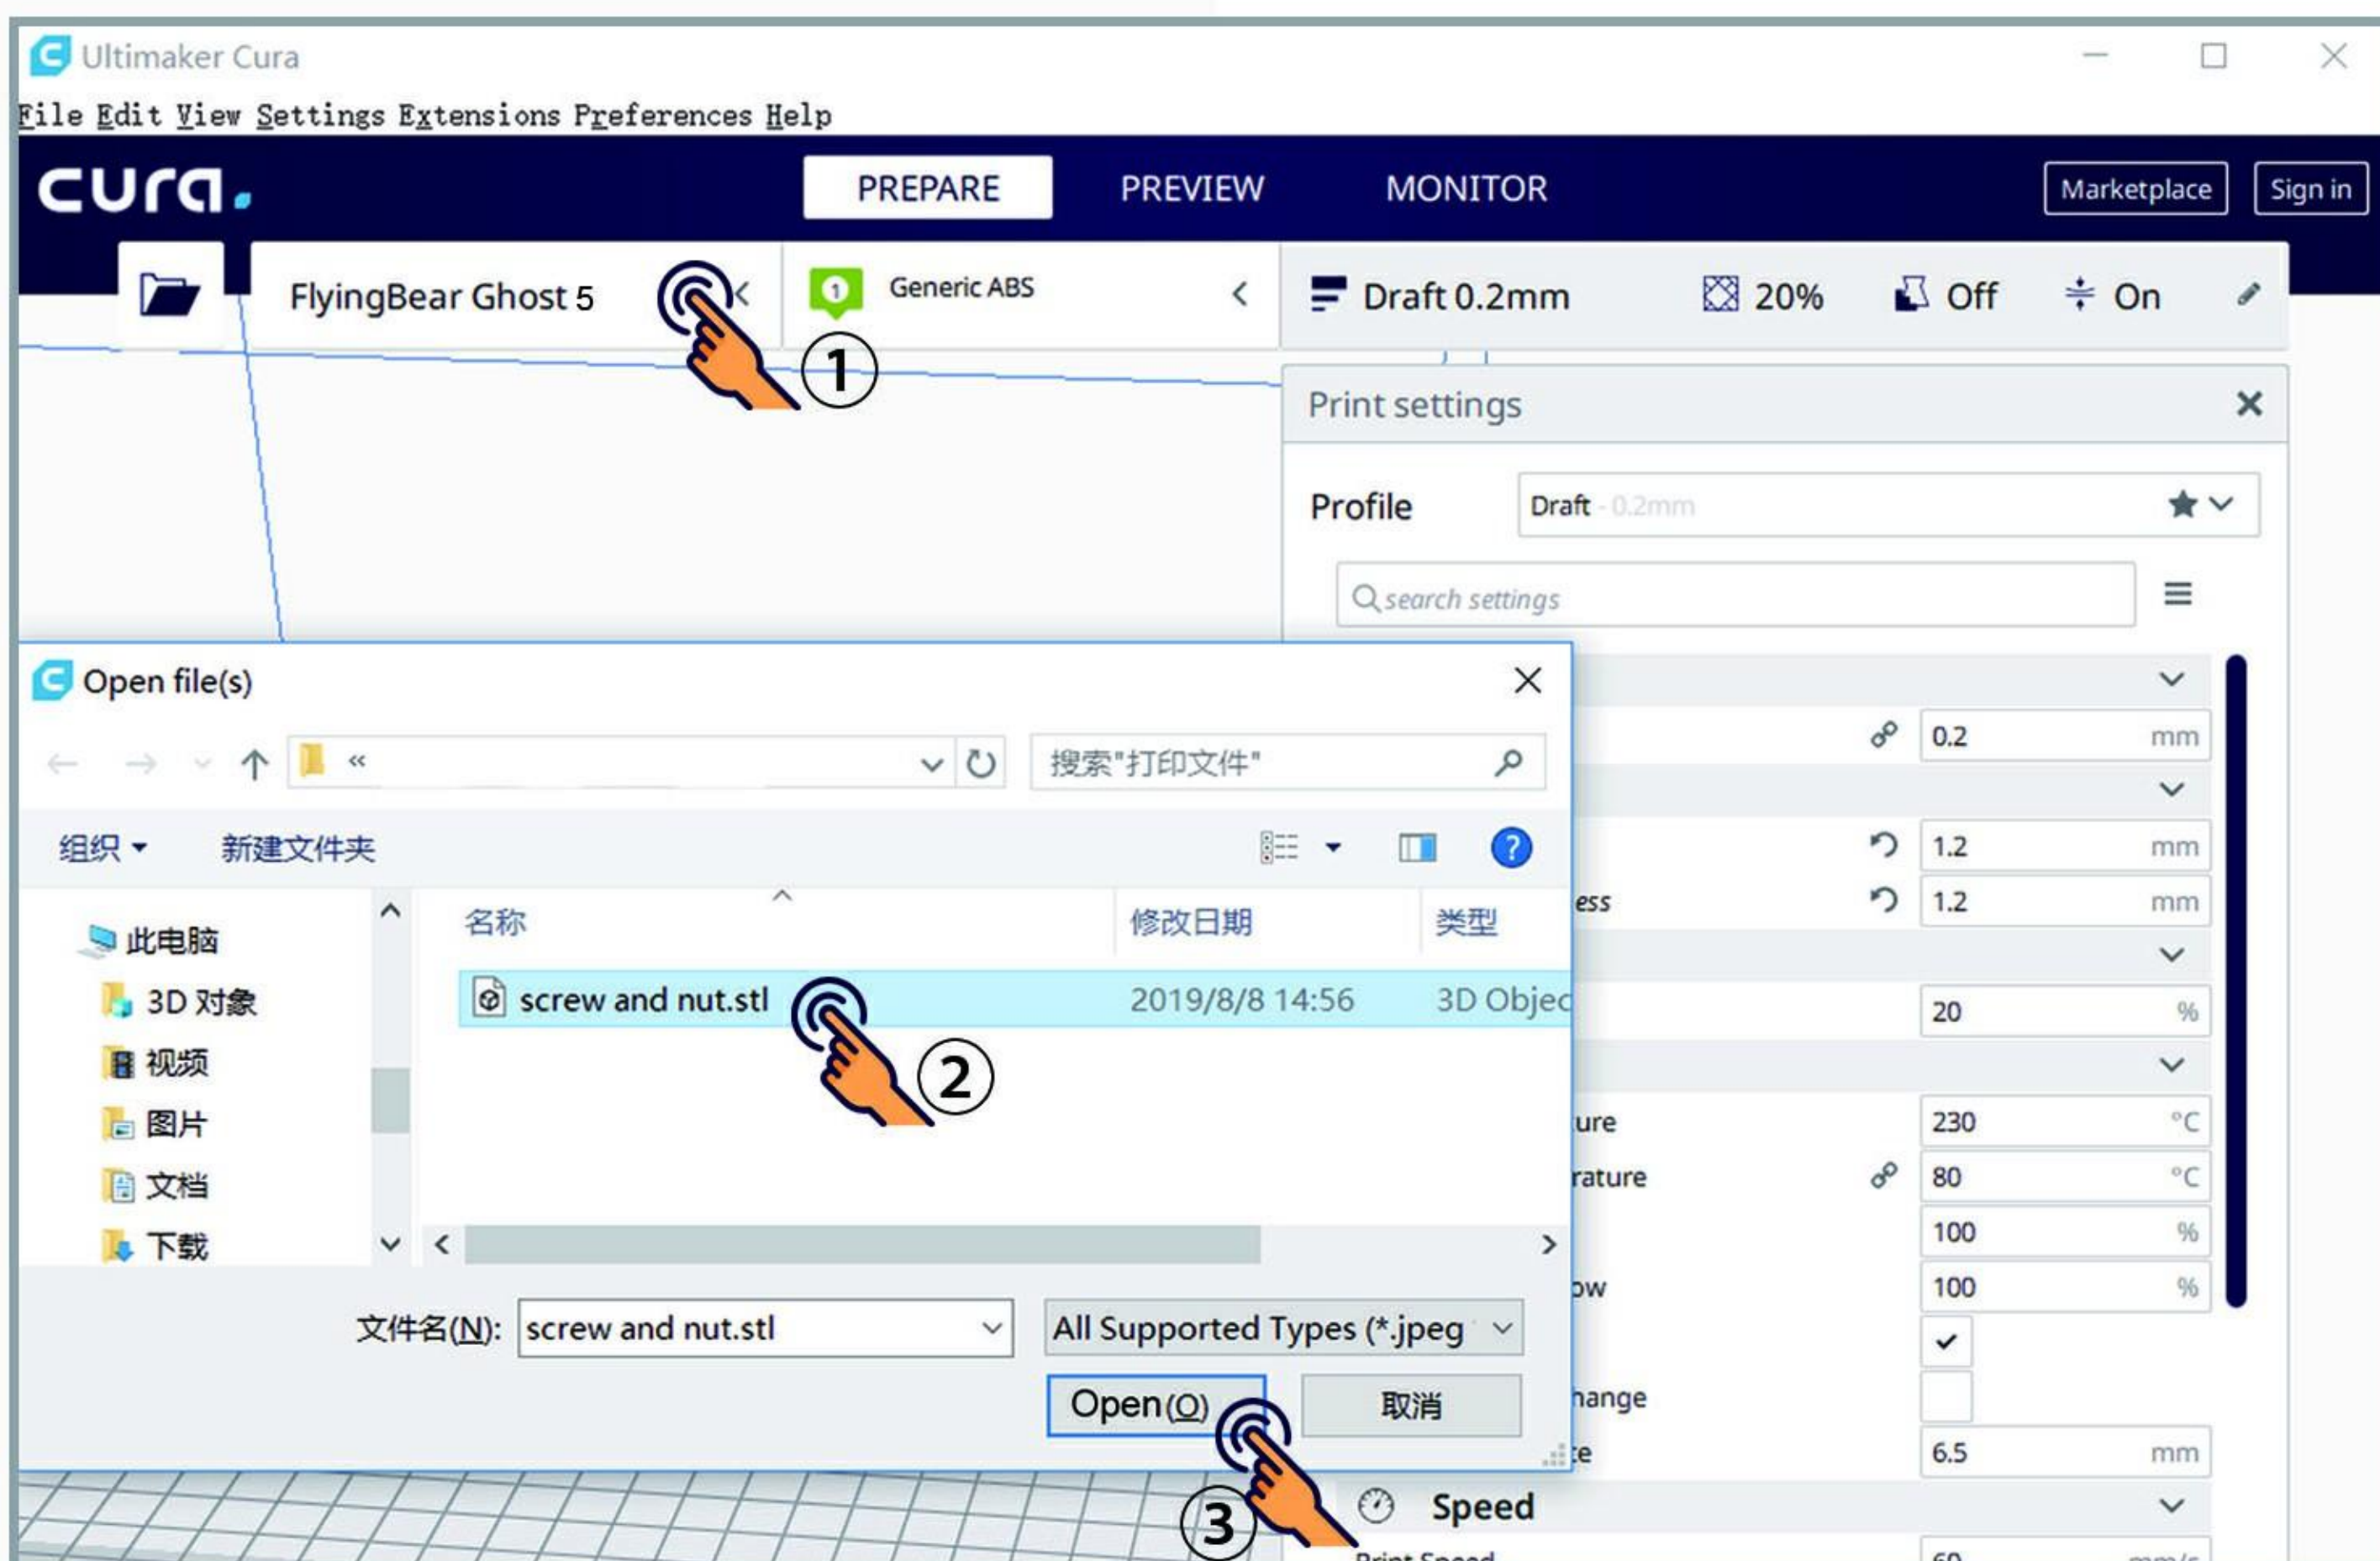 Ultimaker Cura
File Edit View Settings Extensions Preferences Help
cura.
PREPARE PREVIEW MONITOR
Marketplace Sign in
FlyingBear Ghost 5
1 Generic ABS
Draft 0.2mm 20% Off On
①
Print settings
Profile Draft - 0.2mm
search settings
Open file(s)
« 搜索"打印文件"
0.2 mm
组织 新建文件夹
1.2 mm
名称 修改日期 类型
ess 1.2 mm
此电脑
screw and nut.stl 2019/8/8 14:56 3D Objec
3D 对象
20 %
视频
②
图片
ure 230 °C
文档
rature 80 °C
下载
100 %
ow 100 %
文件名(N): screw and nut.stl All Supported Types (*.jpeg
Open(O) 取消
hange
te 6.5 mm
③
Speed
Print Speed 60 mm/s